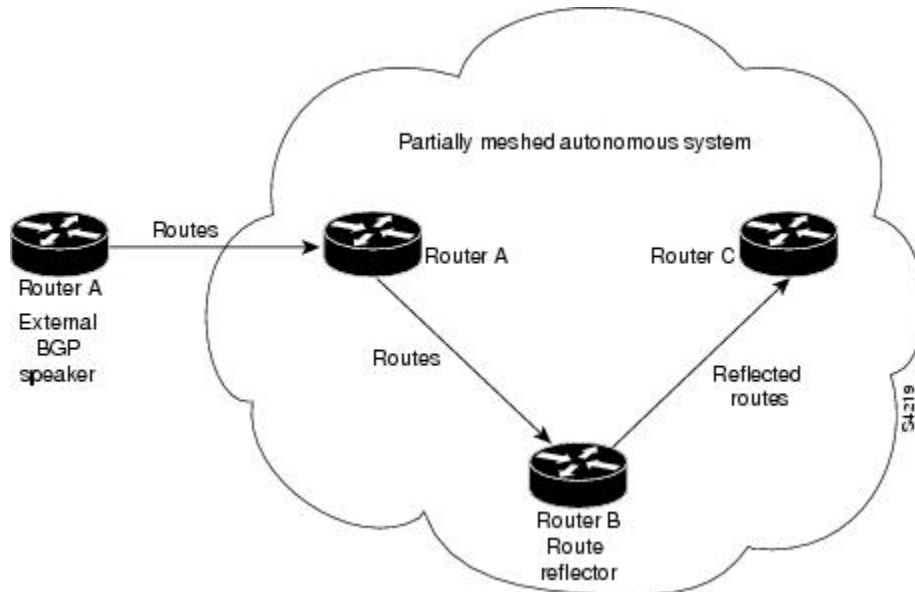 Partially meshed autonomous system
Routes
Router A
Router C
Router A
External
BGP
speaker
Routes
Reflected
routes
S4219
Router B
Route
reflector